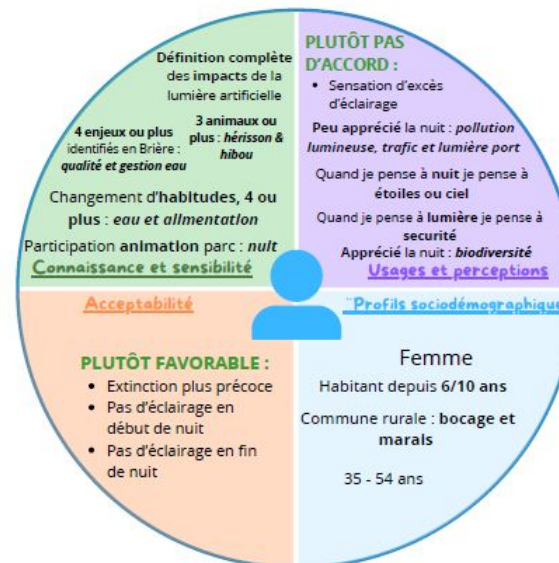 Définition complète
des impacts de la
lumière artificielle
4 enjeux ou plus
identifiés en Brière :
qualité et gestion eau
3 animaux ou
plus : hérisson &
hibou
Changement d'habitudes, 4 ou
plus : eau et alimentation
Participation animation parc : nuit
Connaissance et sensibilité
PLUTÔT PAS
D'ACCORD :
• Sensation d'excès
d'éclairage
Peu apprécié la nuit : pollution
lumineuse, trafic et lumière port
Quand je pense à nuit je pense à
étoiles ou ciel
Quand je pense à lumière je pense à
securité
Apprécié la nuit : biodiversité
Usages et perceptions
Acceptabilité
PLUTÔT FAVORABLE :
• Extinction plus précoce
• Pas d'éclairage en
début de nuit
• Pas d'éclairage en fin
de nuit
Profils sociodémographique
Femme
Habitant depuis 6/10 ans
Commune rurale : bocage et
marais
35 - 54 ans